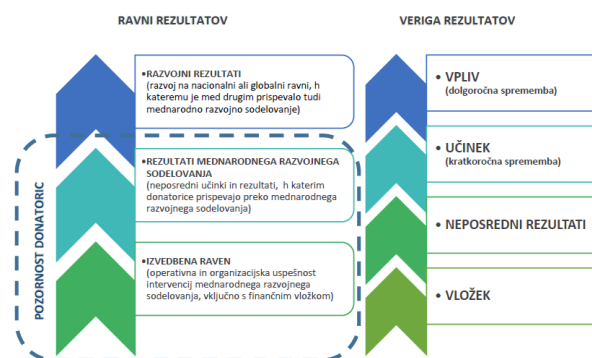 RAVNI REZULTATOV
•RAZVOJNI REZULTATI
(razvoj na nacionalni ali globalni ravni, h
kateremu je med drugim prispevalo tudi
mednarodno razvojno sodelovanje)
•REZULTATI MEDNARODNEGA RAZVOJNEGA
SODELOVANJA
(neposredni učinki in rezultati, h katerim
donatorice prispevajo preko mednarodnega
razvojnega sodelovanja)
•IZVEDBENA RAVEN
(operativna in organizacijska uspešnost
intervencij mednarodnega razvojnega
sodelovanja, vključno s finančnim vložkom)
POZORNOST DONATORIC
VERIGA REZULTATOV
• VPLIV
(dolgoročna sprememba)
• UČINEK
(kratkoročna sprememba)
• NEPOSREDNI REZULTATI
• VLOŽEK